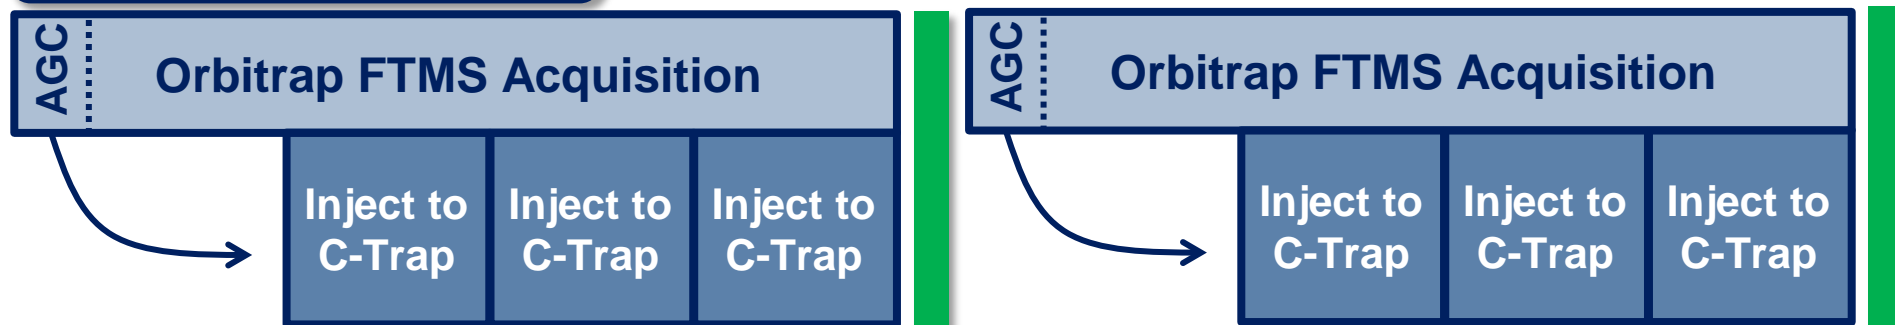 AGC
Orbitrap FTMS Acquisition
Inject to
C-Trap
Inject to
C-Trap
Inject to
C-Trap
AGC
Orbitrap FTMS Acquisition
Inject to
C-Trap
Inject to
C-Trap
Inject to
C-Trap